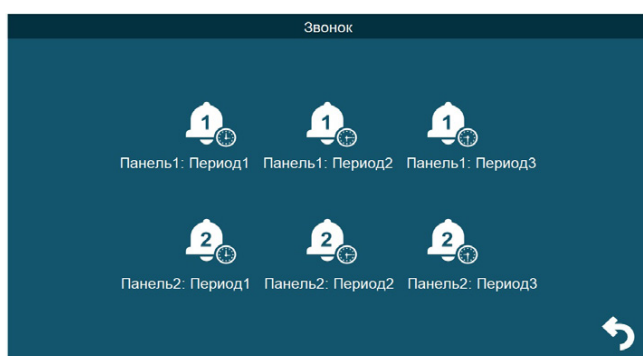 Звонок
1 1 1
Панель1: Период1 Панель1: Период2 Панель1: Период3
2 2 2
Панель2: Период1 Панель2: Период2 Панель2: Период3